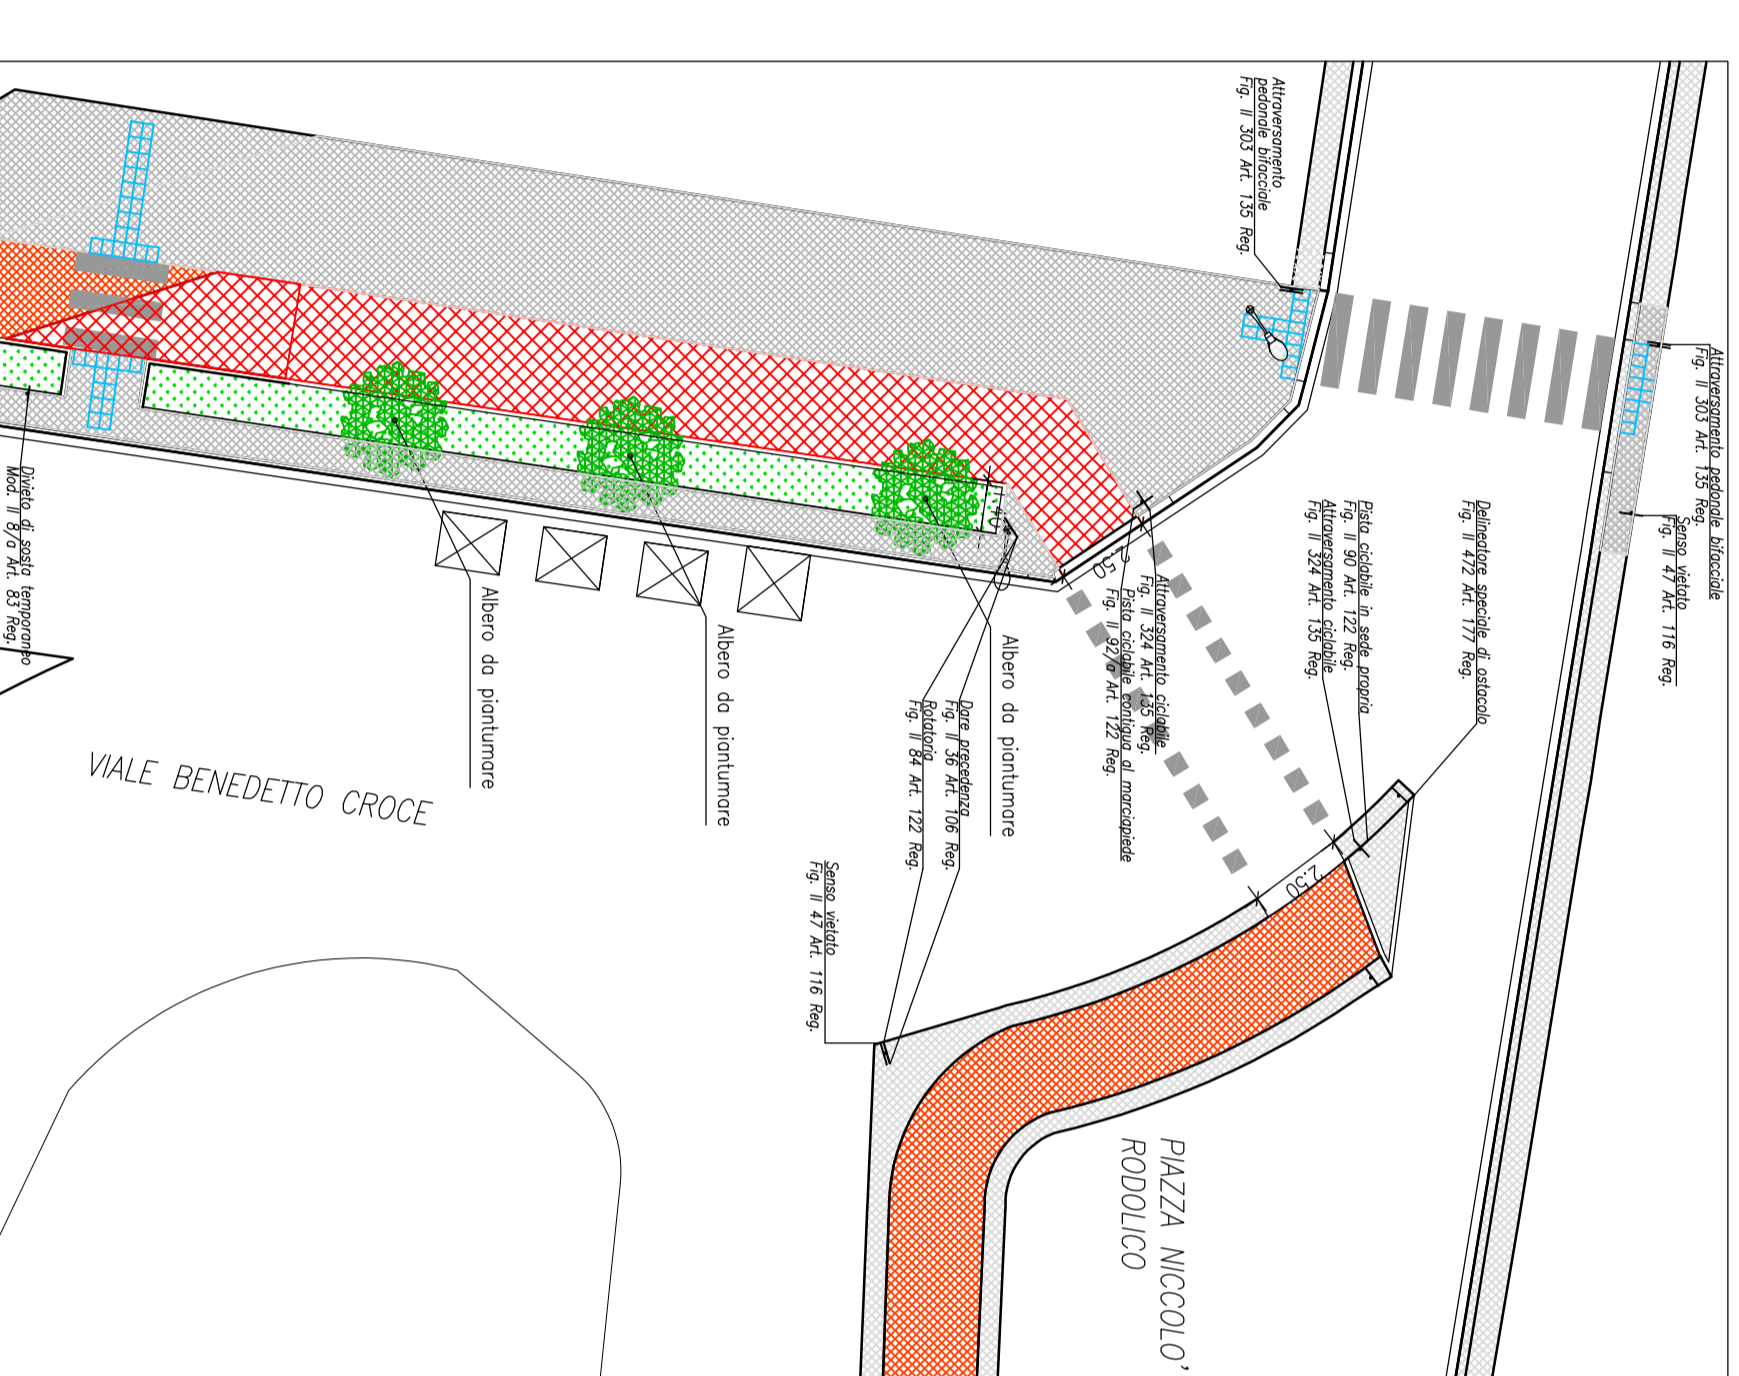 Attraversamento
pedonale bifacciale
Fig. II 303 Art. 135 Reg.
Attraversamento pedonale bifacciale
Fig. II 303 Art. 135 Reg.
Senso vietato
Fig. II 47 Art. 116 Reg.
Delineatore speciale di ostacolo
Fig. II 472 Art. 177 Reg.
Pista ciclabile in sede propria
Fig. II 90 Art. 122 Reg.
Attraversamento ciclabile
Fig. II 324 Art. 135 Reg.
Attraversamento ciclabile
Fig. II 324 Art. 135 Reg.
Pista ciclabile contigua al marciapiede
Fig. II 92/a Art. 122 Reg.
Albero da piantumare
Dare precedenza
Fig. II 36 Art. 106 Reg.
Rotatoria
Fig. II 84 Art. 122 Reg.
Senso vietato
Fig. II 47 Art. 116 Reg.
Albero da piantumare
Albero da piantumare
Divieto di sosta temporaneo
Mod. II 8/a Art. 83 Reg.
2.50
VIALE BENEDETTO CROCE
PIAZZA NICCOLO'
RODOLICO